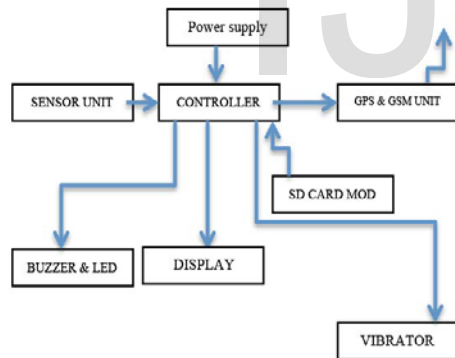 Power supply
SENSOR UNIT
CONTROLLER
GPS & GSM UNIT
SD CARD MOD
BUZZER & LED
DISPLAY
VIBRATOR